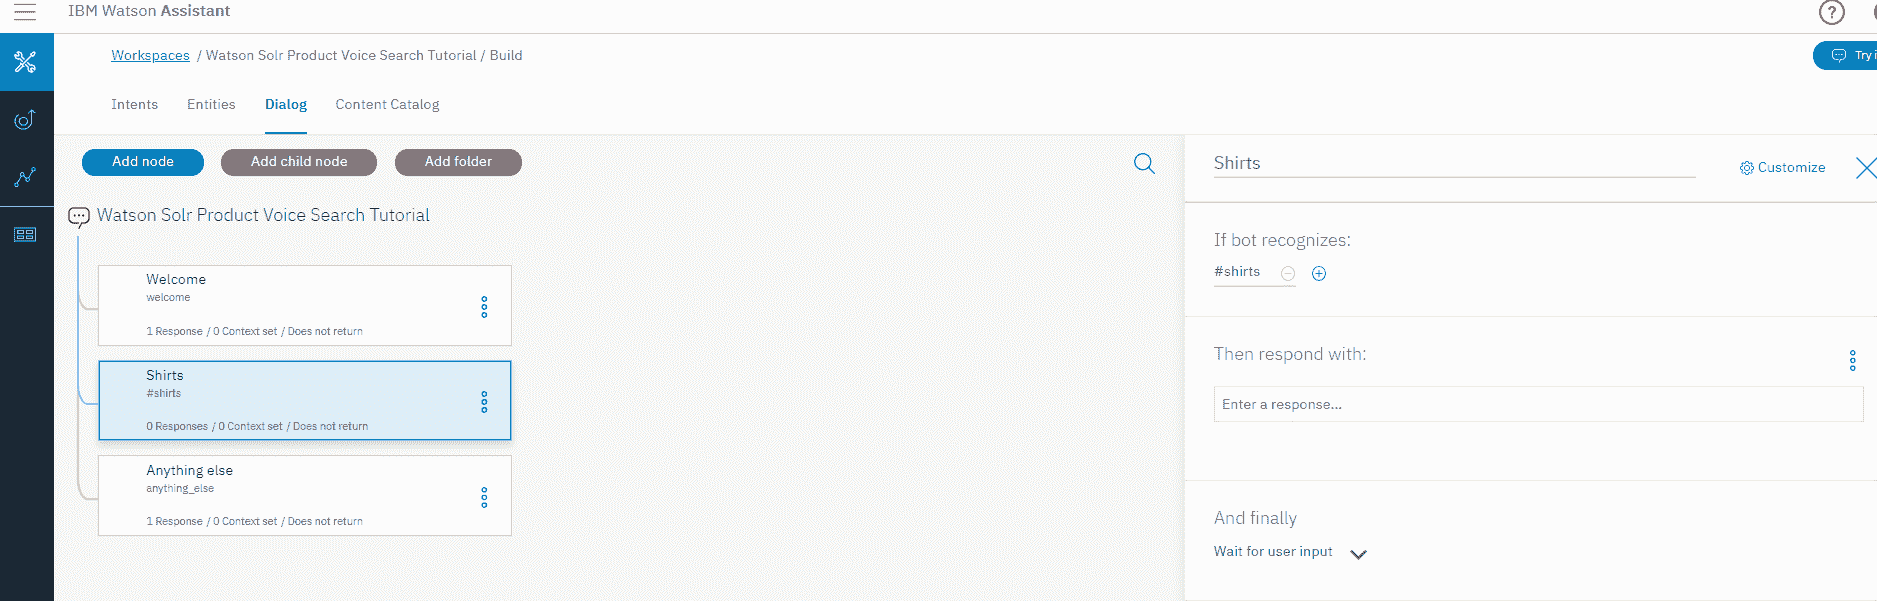 IBM Watson Assistant
Workspaces / Watson Solr Product Voice Search Tutorial / Build
Try i
Intents Entities Dialog Content Catalog
Add node Add child node Add folder
Watson Solr Product Voice Search Tutorial
Welcome
welcome
1 Response / 0 Context set / Does not return
Shirts
#shirts
0 Responses / 0 Context set / Does not return
Anything else
anything_else
1 Response / 0 Context set / Does not return
Shirts
Customize
If bot recognizes:
#shirts
Then respond with:
Enter a response...
And finally
Wait for user input